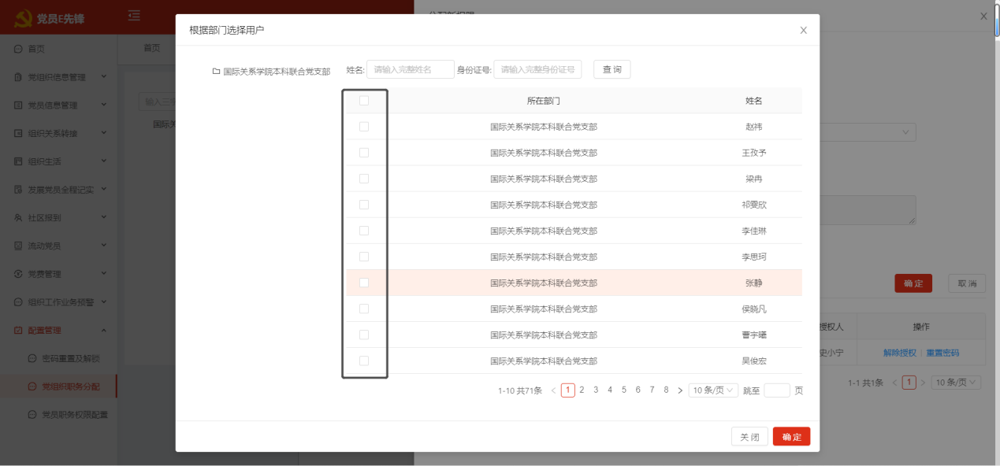 党员E先锋
首页
党组织信息管理
党员信息管理
组织关系转接
组织生活
发展党员全程记实
社区报到
流动党员
党费管理
组织工作业务预警
配置管理
密码重置及解锁
党组织职务分配
党员职务权限配置
首页
根据部门选择用户
国际关系学院本科联合党支部
姓名: 请输入完整姓名 身份证号: 请输入完整身份证号 查 询
所在部门 姓名
国际关系学院本科联合党支部 赵祎
国际关系学院本科联合党支部 王孜予
国际关系学院本科联合党支部 梁冉
国际关系学院本科联合党支部 祁雯欣
国际关系学院本科联合党支部 李佳琳
国际关系学院本科联合党支部 李思珂
国际关系学院本科联合党支部 张静
国际关系学院本科联合党支部 侯晓凡
国际关系学院本科联合党支部 曹宇曦
国际关系学院本科联合党支部 吴俊宏
1-10 共71条 < 1 2 3 4 5 6 7 8 > 10 条/页 跳至 页
关 闭 确 定
确 定 取 消
授权人 操作
史小宁 解除授权 重置密码
1-1 共1条 < 1 > 10 条/页